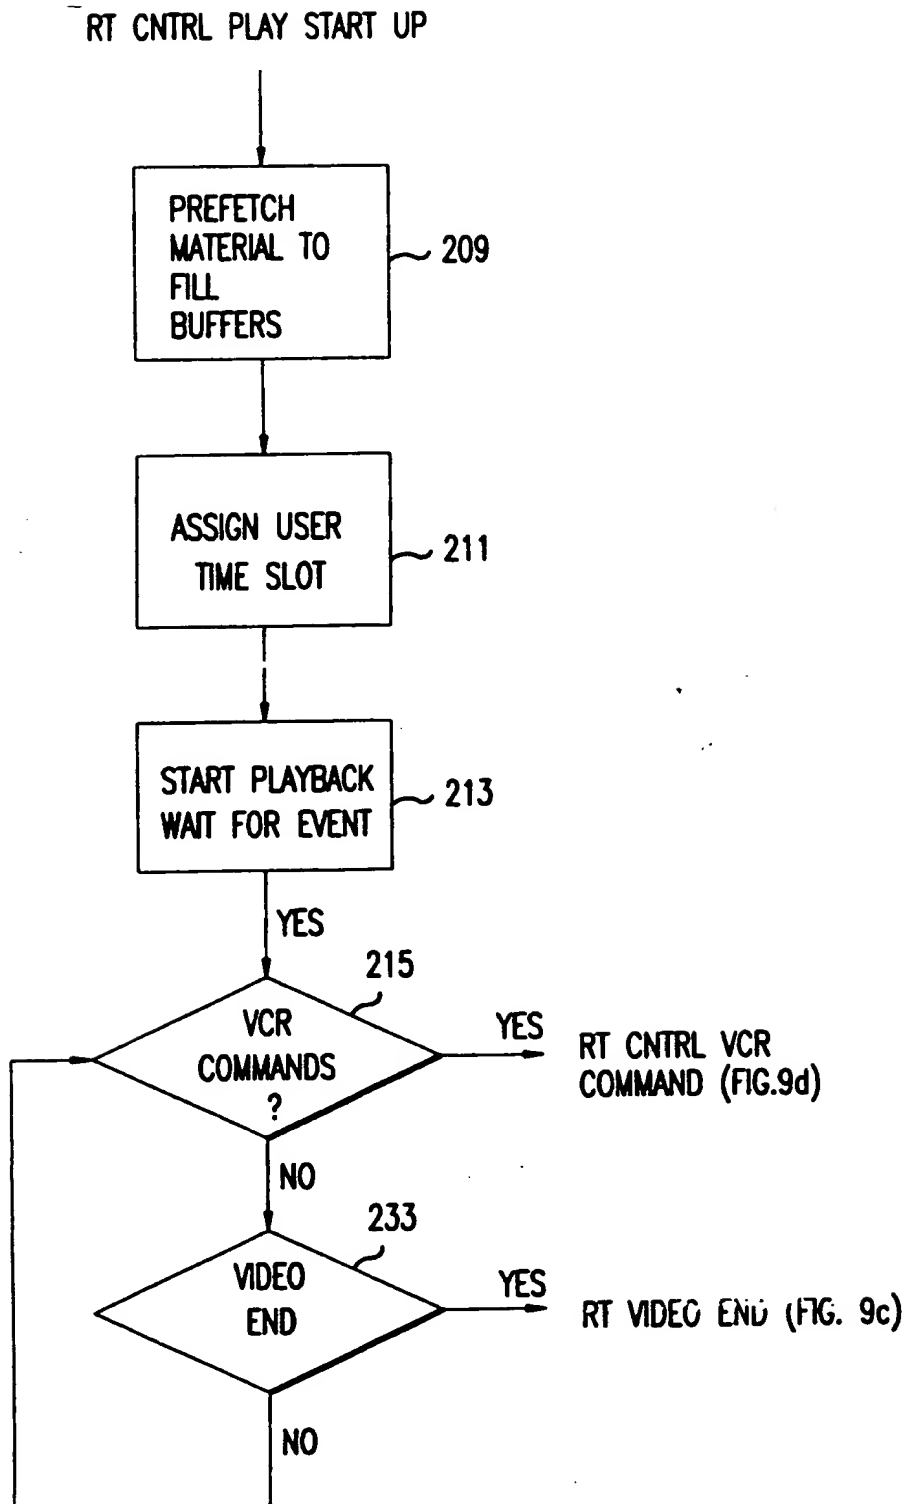 RT CNTRL PLAY START UP
PREFETCH
MATERIAL TO
FILL
BUFFERS
209
ASSIGN USER
TIME SLOT
211
START PLAYBACK
WAIT FOR EVENT
213
YES
215
VCR
COMMANDS
?
YES
RT CNTRL VCR
COMMAND (FIG.9d)
NO
233
VIDEO
END
YES
RT VIDEO END (FIG. 9c)
NO